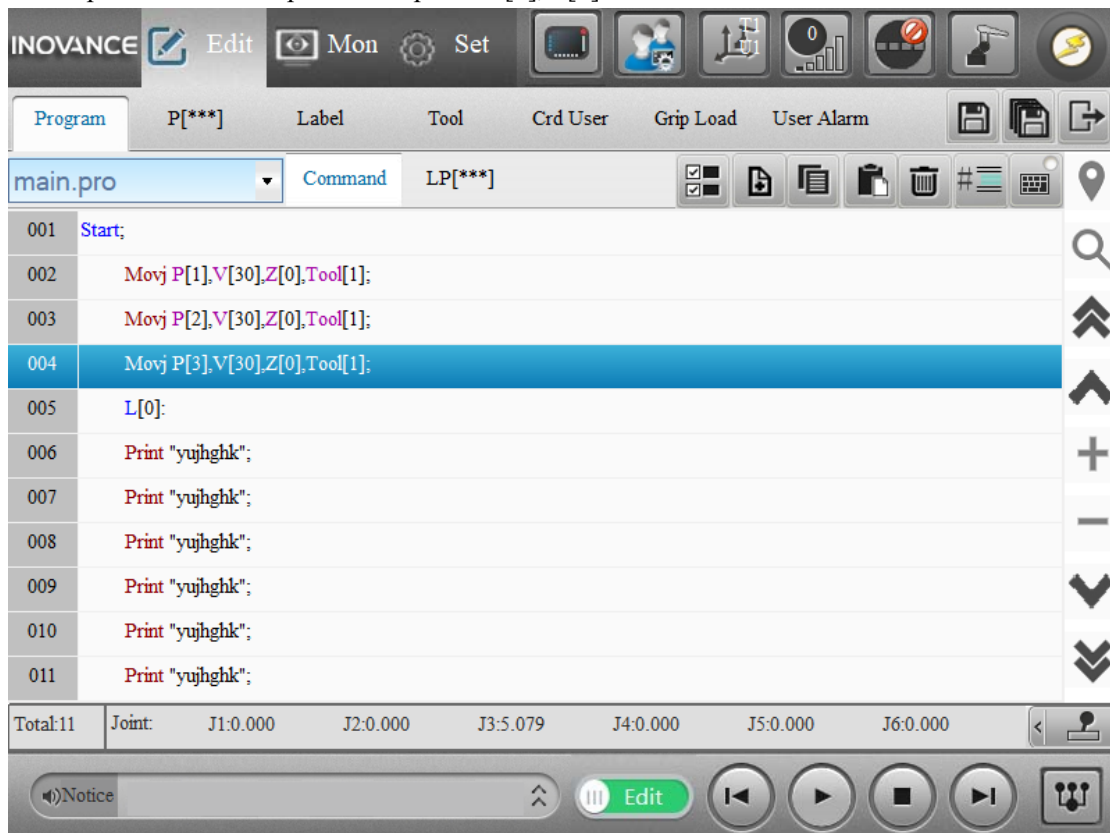 INOVANCE Edit Mon Set T1 U1 0
Program P[***] Label Tool Crd User Grip Load User Alarm
main.pro Command LP[***] #
001 Start;
002 Movj P[1],V[30],Z[0],Tool[1];
003 Movj P[2],V[30],Z[0],Tool[1];
004 Movj P[3],V[30],Z[0],Tool[1];
005 L[0]:
006 Print "yujhghk";
007 Print "yujhghk";
008 Print "yujhghk";
009 Print "yujhghk";
010 Print "yujhghk";
011 Print "yujhghk";
Total:11 Joint: J1:0.000 J2:0.000 J3:5.079 J4:0.000 J5:0.000 J6:0.000
Notice Edit